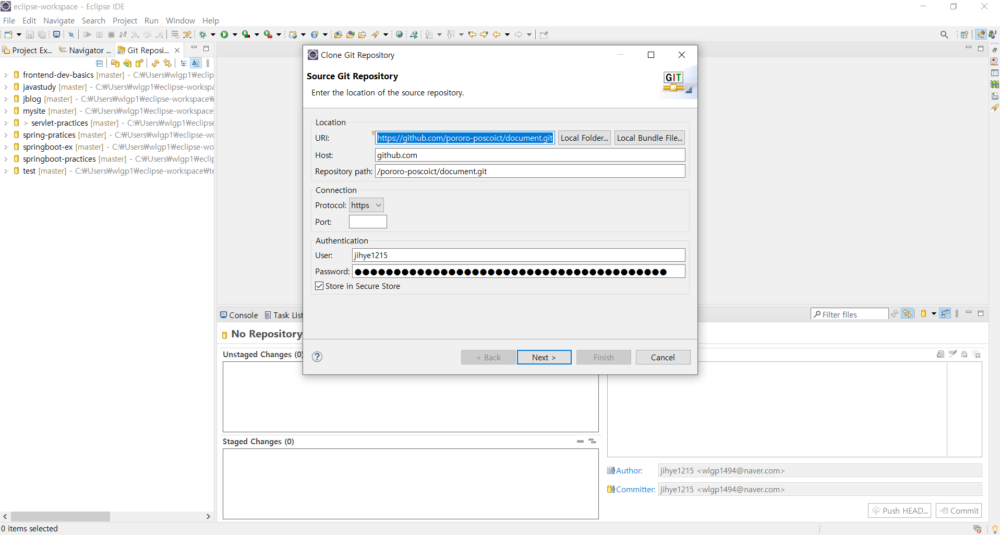 eclipse-workspace - Eclipse IDE
File Edit Navigate Search Project Run Window Help
Project Ex... Navigator ... Git Reposi...
frontend-dev-basics [master] - C:₩Users₩wlgp1₩eclip
javastudy [master] - C:₩Users₩wlgp1₩eclipse-workspa
jblog [master] - C:₩Users₩wlgp1₩eclipse-workspace₩
mysite [master] - C:₩Users₩wlgp1₩eclipse-workspace
> servlet-practices [master] - C:₩Users₩wlgp1₩eclipse
spring-pratices [master] - C:₩Users₩wlgp1₩eclipse-wo
springboot-ex [master] - C:₩Users₩wlgp1₩eclipse-wo
springboot-practices [master] - C:₩Users₩wlgp1₩eclip
test [master] - C:₩Users₩wlgp1₩eclipse-workspace₩te
Clone Git Repository
Source Git Repository
Enter the location of the source repository.
GIT
Location
URI: https://github.com/pororo-poscoict/document.git Local Folder... Local Bundle File...
Host: github.com
Repository path: /pororo-poscoict/document.git
Connection
Protocol: https
Port:
Authentication
User: jihye1215
Password: ●●●●●●●●●●●●●●●●●●●●●●●●●●●●●●●●●●●●●●●●
Store in Secure Store
< Back Next > Finish Cancel
Console Task List
Filter files
No Repository
Unstaged Changes (0)
Staged Changes (0)
Author: jihye1215 <wlgp1494@naver.com>
Committer: jihye1215 <wlgp1494@naver.com>
Push HEAD... Commit
0 items selected